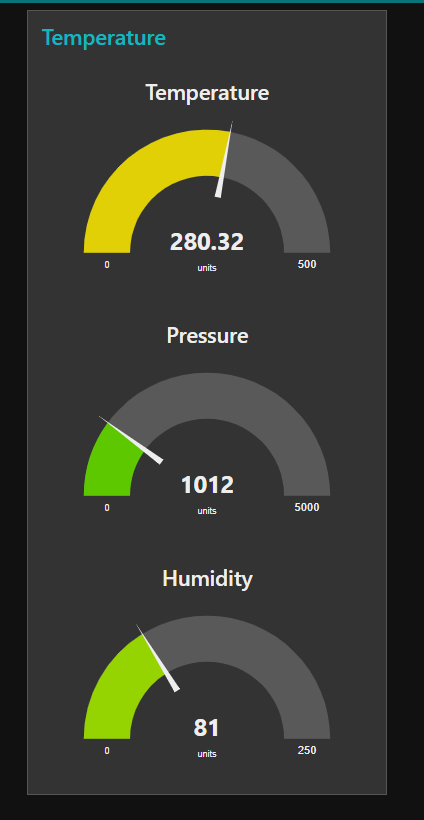 Temperature
Temperature
280.32
0 units 500
Pressure
1012
0 units 5000
Humidity
81
0 units 250